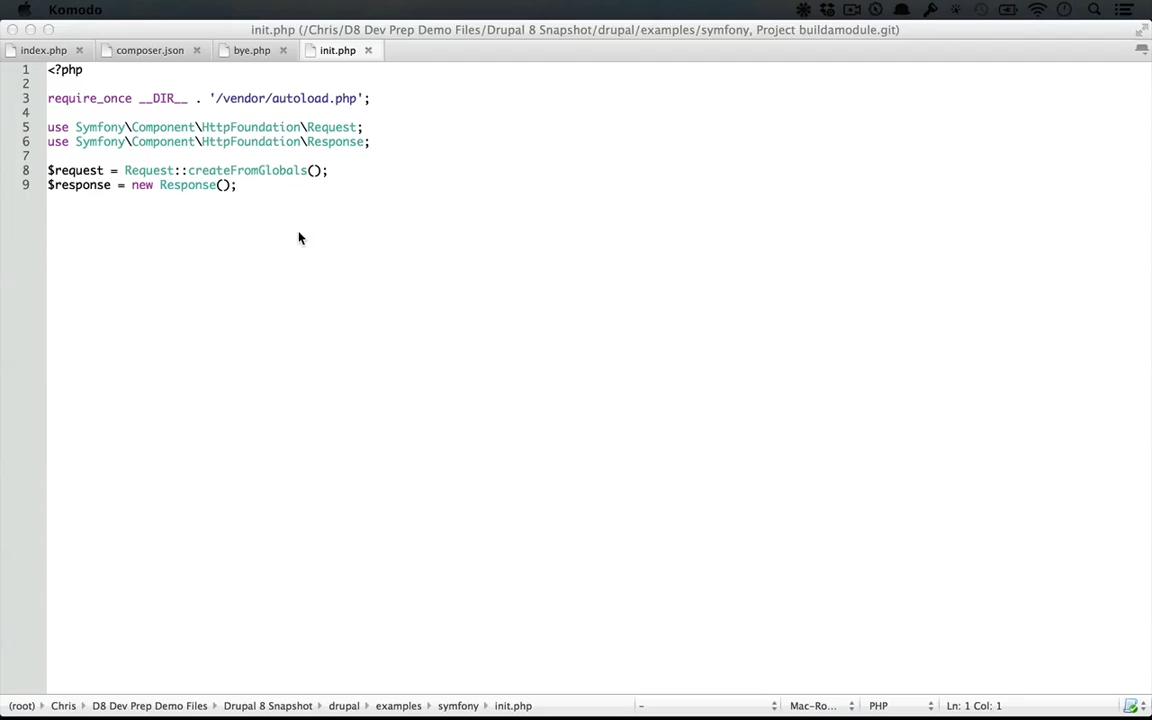 Komodo
init.php (/Chris/D8 Dev Prep Demo Files/Drupal 8 Snapshot/drupal/examples/symfony, Project buildamodule.git)
index.php composer.json bye.php init.php
1 <?php
2
3 require_once __DIR__ . '/vendor/autoload.php';
4
5 use Symfony\Component\HttpFoundation\Request;
6 use Symfony\Component\HttpFoundation\Response;
7
8 $request = Request::createFromGlobals();
9 $response = new Response();
(root) Chris D8 Dev Prep Demo Files Drupal 8 Snapshot drupal examples symfony init.php - Mac-Ro... PHP Ln: 1 Col: 1